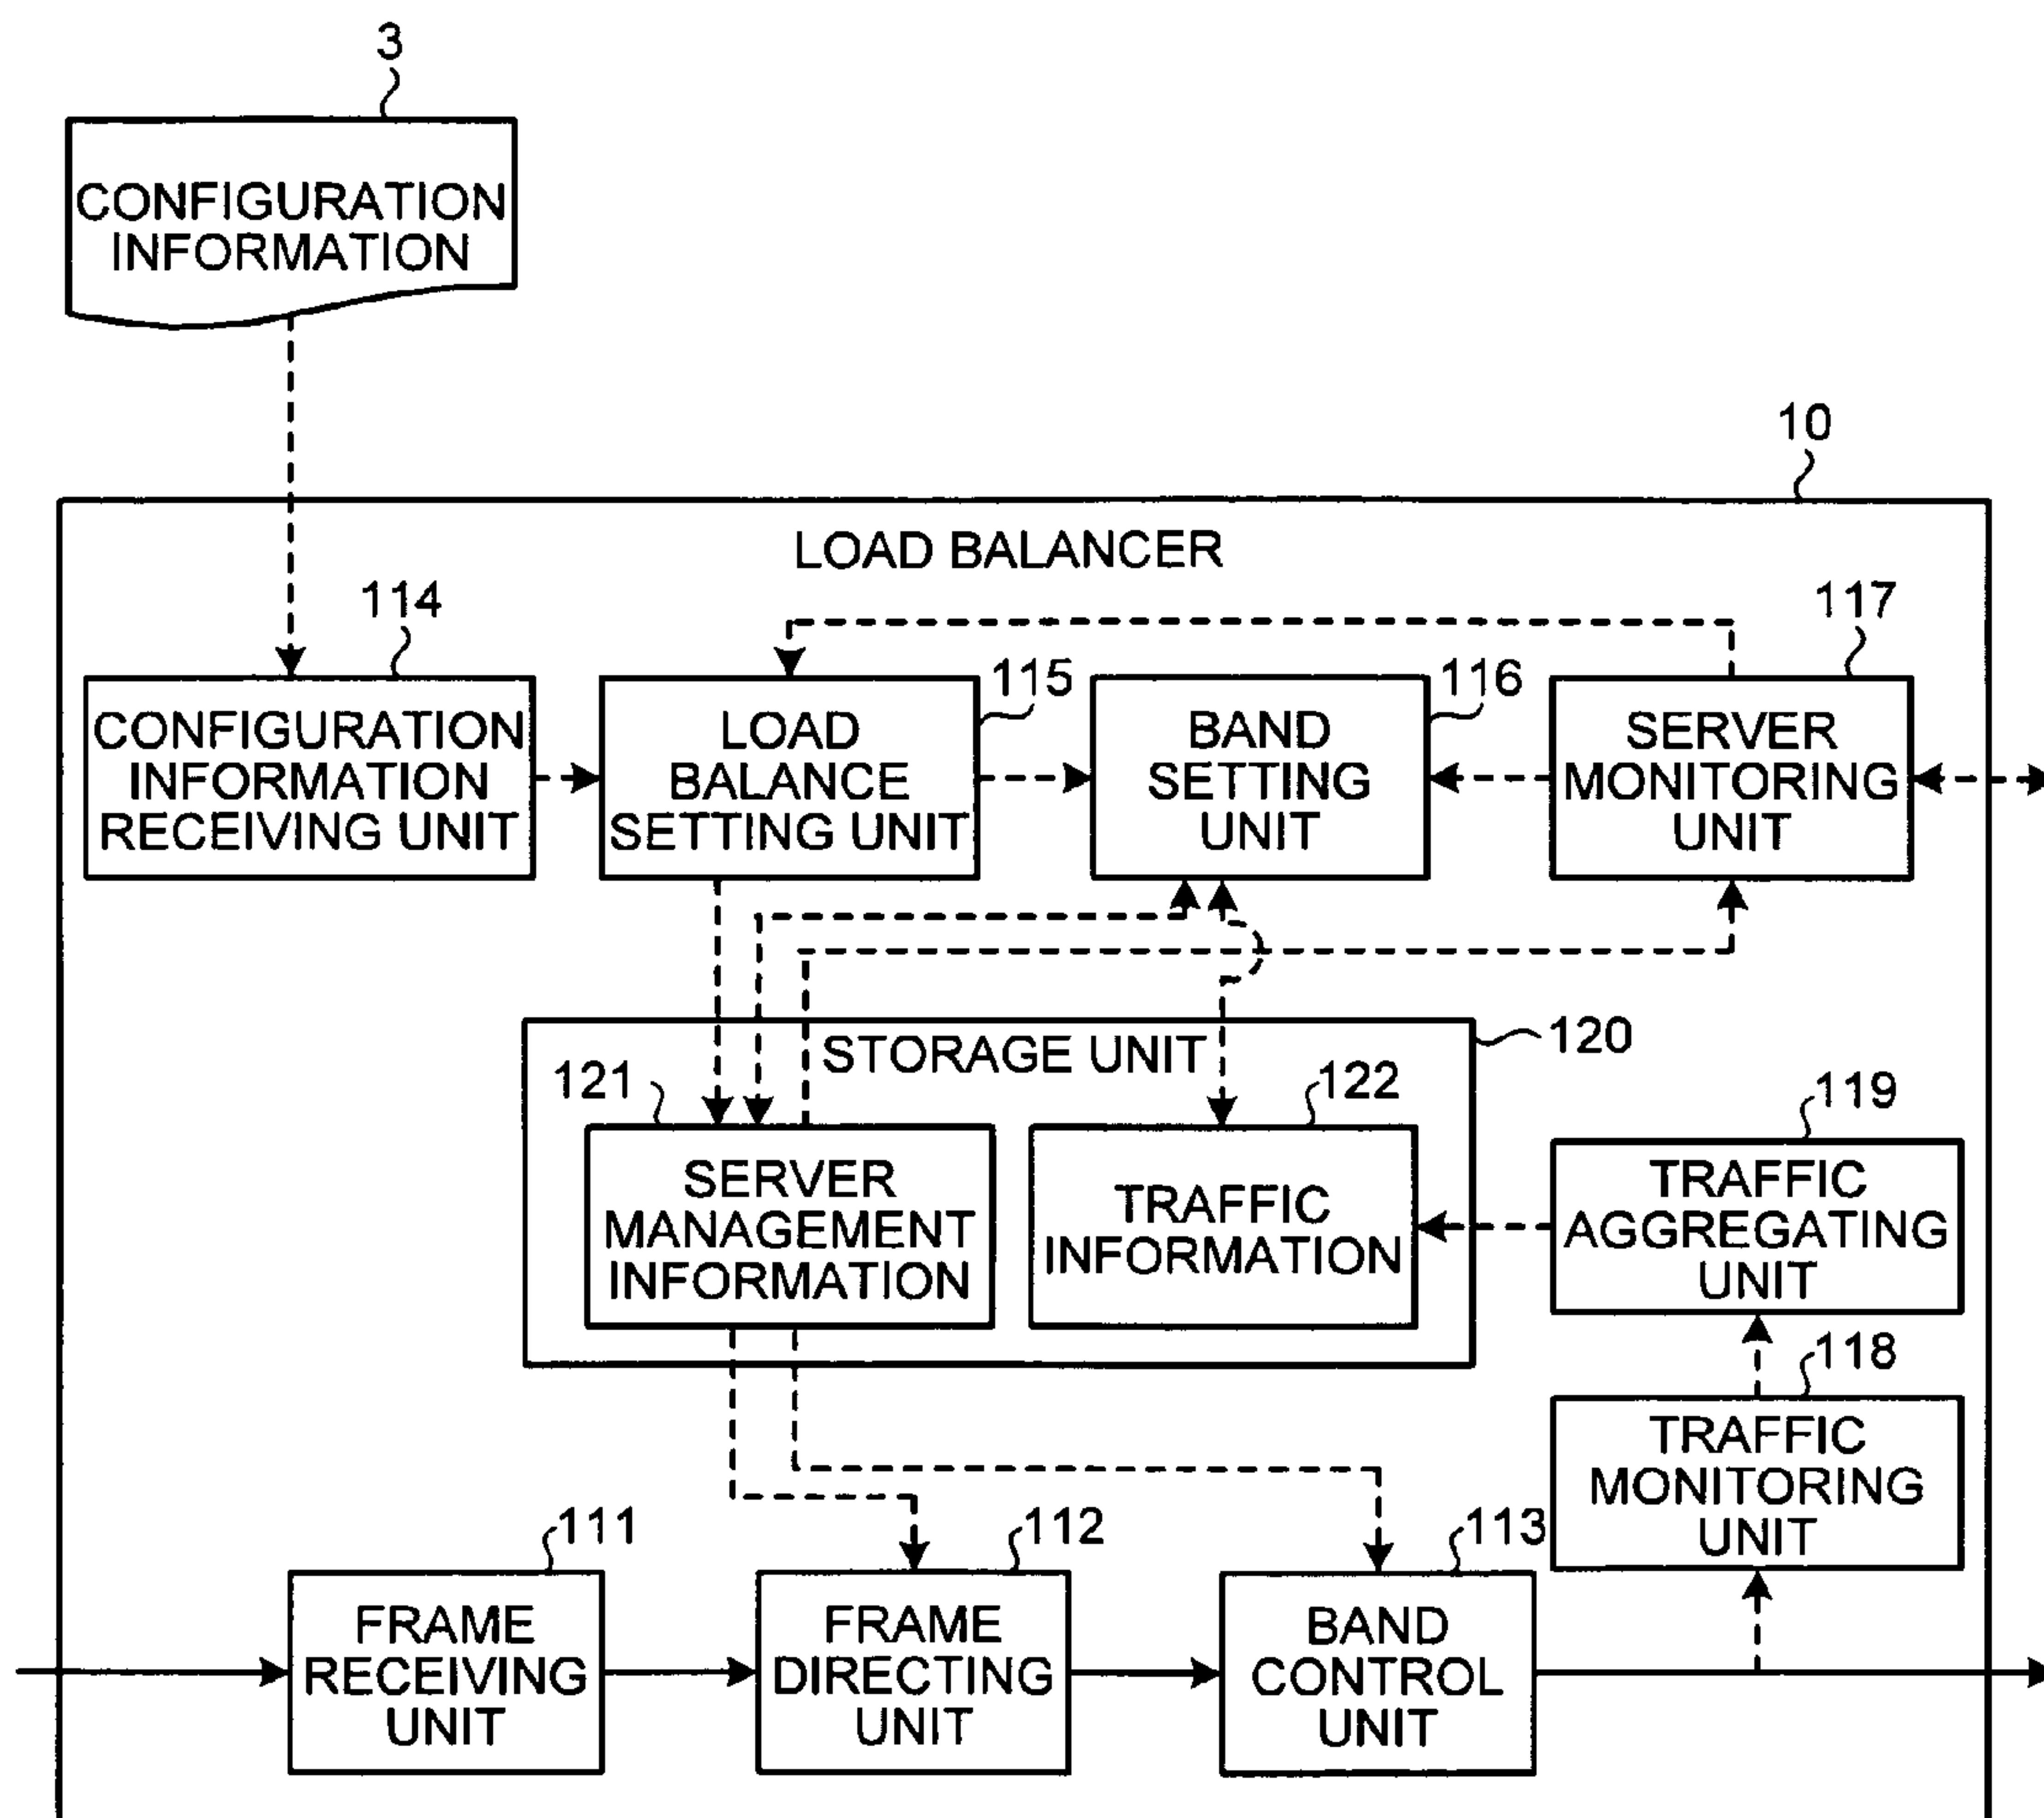 3
CONFIGURATION
INFORMATION
10
LOAD BALANCER
114
117
115
116
CONFIGURATION
INFORMATION
RECEIVING UNIT
LOAD
BALANCE
SETTING UNIT
BAND
SETTING
UNIT
SERVER
MONITORING
UNIT
120
STORAGE UNIT
121
122
119
SERVER
MANAGEMENT
INFORMATION
TRAFFIC
INFORMATION
TRAFFIC
AGGREGATING
UNIT
118
TRAFFIC
MONITORING
UNIT
111
112
113
FRAME
RECEIVING
UNIT
FRAME
DIRECTING
UNIT
BAND
CONTROL
UNIT